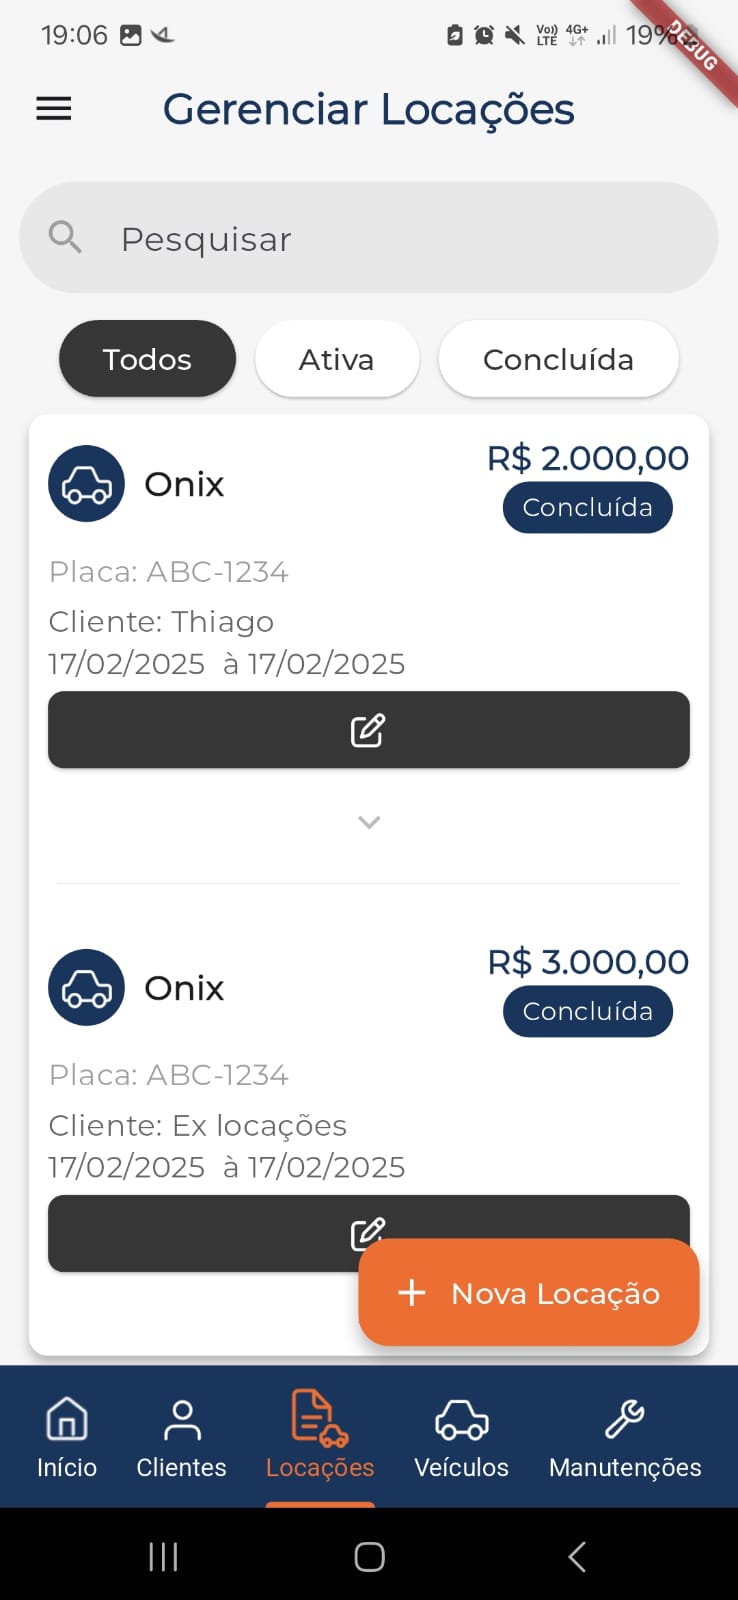 19:06
Vo)) LTE 4G+ 19%
DEBUG
Gerenciar Locações
Pesquisar
Todos Ativa Concluída
Onix R$ 2.000,00
Concluída
Placa: ABC-1234
Cliente: Thiago
17/02/2025 à 17/02/2025
Onix R$ 3.000,00
Concluída
Placa: ABC-1234
Cliente: Ex locações
17/02/2025 à 17/02/2025
+ Nova Locação
Início Clientes Locações Veículos Manutenções